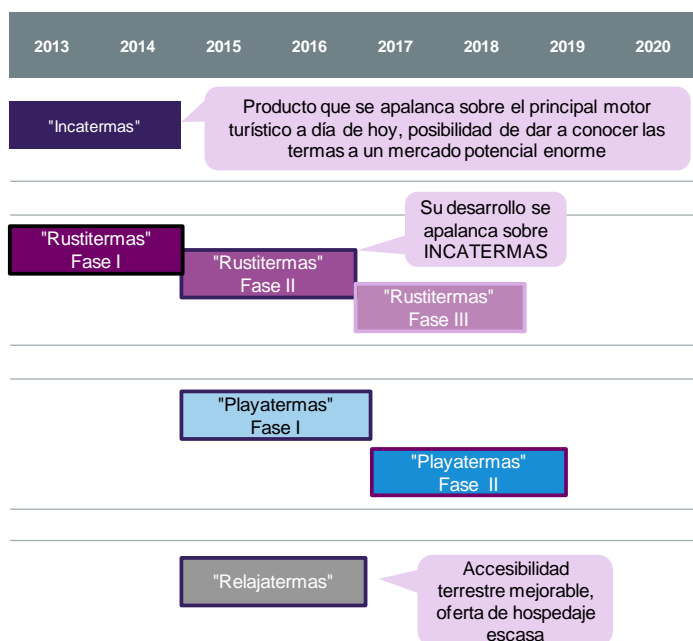 2013 2014 2015 2016 2017 2018 2019 2020
"Incatermas"
Producto que se apalanca sobre el principal motor
turístico a día de hoy, posibilidad de dar a conocer las
termas a un mercado potencial enorme
"Rustitermas"
Fase I
Su desarrollo se
apalanca sobre
INCATERMAS
"Rustitermas"
Fase II
"Rustitermas"
Fase III
"Playatermas"
Fase I
"Playatermas"
Fase II
"Relajatermas"
Accesibilidad
terrestre mejorable,
oferta de hospedaje
escasa